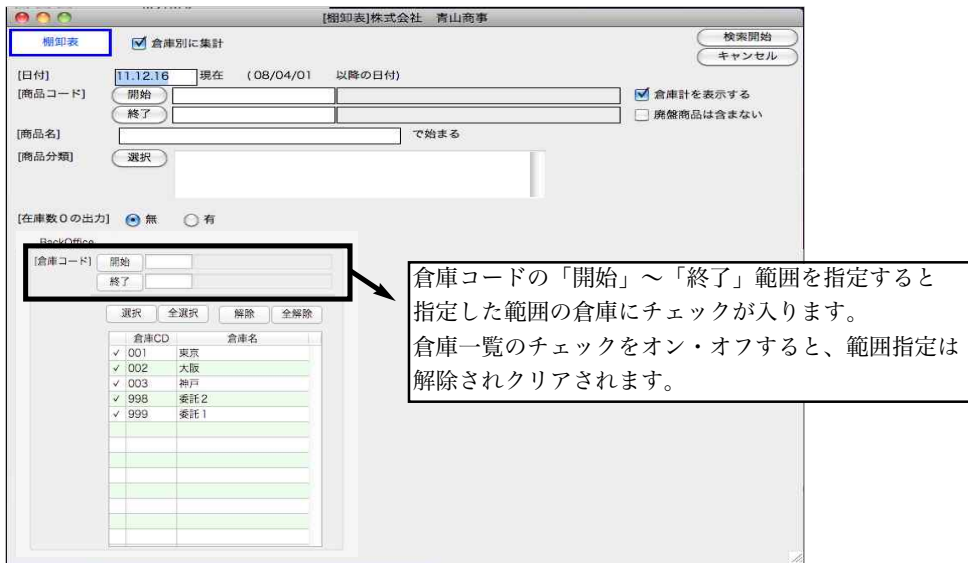 [棚卸表]株式会社 青山商事
棚卸表
倉庫別に集計
検索開始
キャンセル
[日付] 11.12.16 現在 (08/04/01 以降の日付)
[商品コード] 開始
倉庫計を表示する
終了
廃盤商品は含まない
[商品名] で始まる
[商品分類] 選択
[在庫数０の出力] 無 有
BackOffice
[倉庫コード] 開始
終了
倉庫コードの「開始」～「終了」範囲を指定すると
指定した範囲の倉庫にチェックが入ります。
倉庫一覧のチェックをオン・オフすると、範囲指定は
解除されクリアされます。
選択 全選択 解除 全解除
倉庫CD 倉庫名
✓ 001 東京
✓ 002 大阪
✓ 003 神戸
✓ 998 委託２
✓ 999 委託１